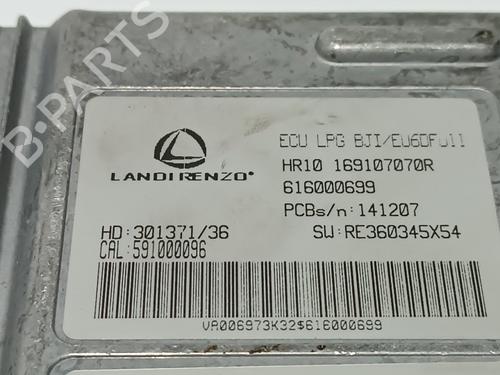 ECU LPG BJI/EU6DFull
LANDIRENZO®
HR10 169107070R
616000699
PCBs/n:141207
HD:301371/36
SW:RE360345X54
CAL:591000096
VA006973K32$616000699